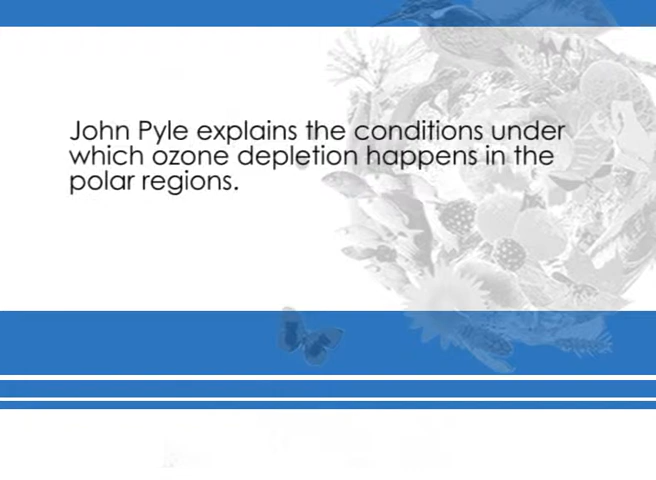 John Pyle explains the conditions under
which ozone depletion happens in the
polar regions.